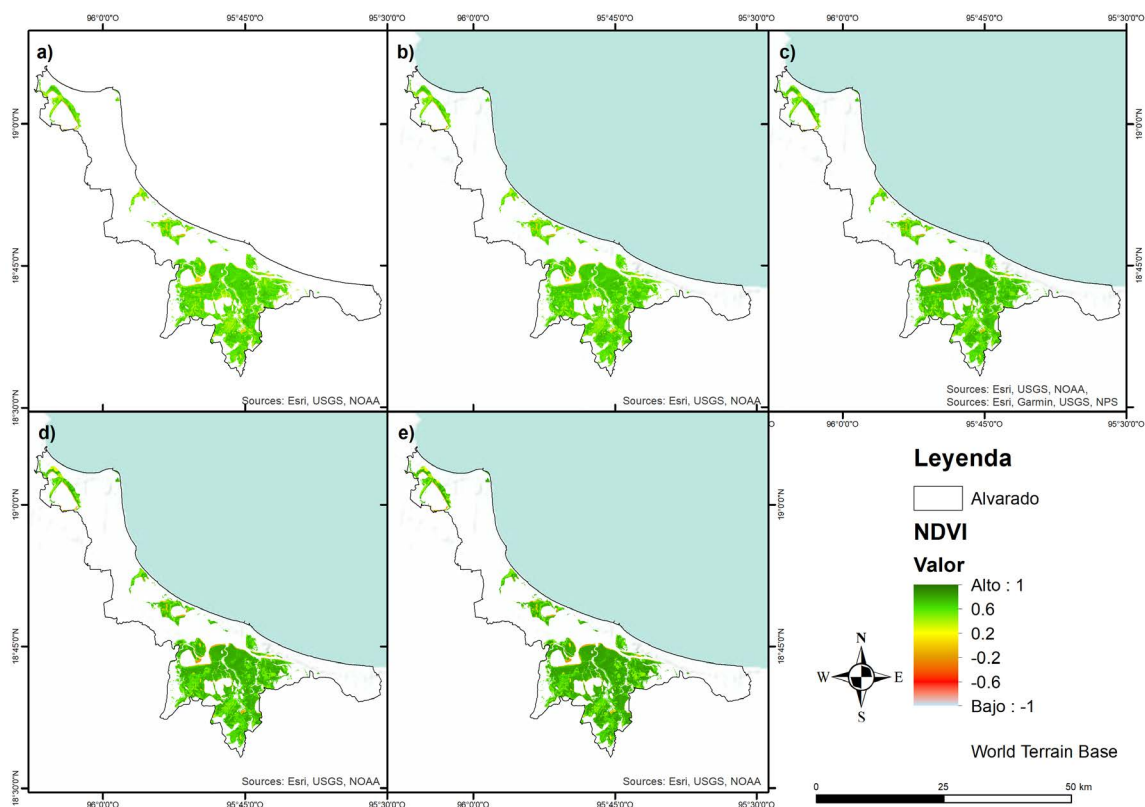 96°0'0"O
95°45'0"O
95°30'0"O
96°0'0"O
95°45'0"O
95°30'0"O
96°0'0"O
95°45'0"O
95°30'0"O
a)
b)
c)
19°0'0"N
19°0'0"N
18°45'0"N
18°45'0"N
Sources: Esri, USGS, NOAA
Sources: Esri, USGS, NOAA
Sources: Esri, USGS, NOAA,
Sources: Esri, Garmin, USGS, NPS
18°30'0"N
18°30'0"N
d)
e)
O
96°0'0"O
95°45'0"O
95°30'0"O
Leyenda
Alvarado
19°0'0"N
19°0'0"N
NDVI
Valor
Alto : 1
0.6
0.2
-0.2
-0.6
Bajo : -1
N
W
E
S
18°45'0"N
18°45'0"N
World Terrain Base
Sources: Esri, USGS, NOAA
Sources: Esri, USGS, NOAA
18°30'0"N
18°30'0"N
0
25
50 km
96°0'0"O
95°45'0"O
95°30'0"O
96°0'0"O
95°45'0"O
95°30'0"O